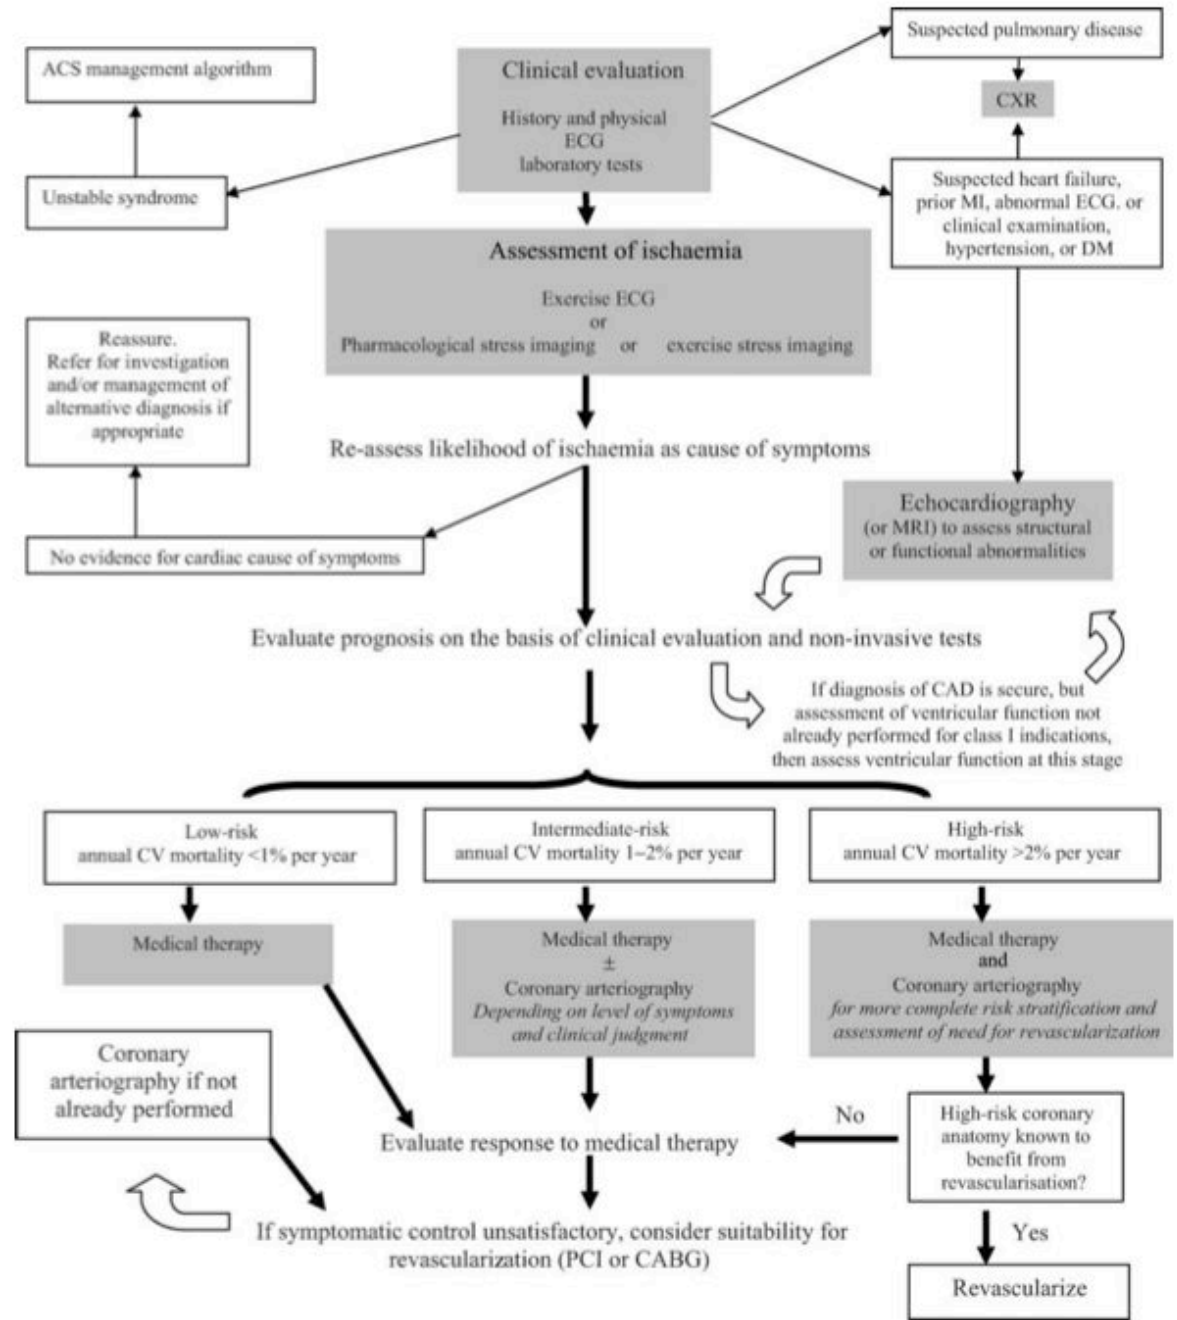 Suspected pulmonary disease
CXR
ACS management algorithm
Clinical evaluation
History and physical
ECG
laboratory tests
Unstable syndrome
Suspected heart failure,
prior MI, abnormal ECG. or
clinical examination,
hypertension, or DM
Assessment of ischaemia
Exercise ECG
or
Pharmacological stress imaging or exercise stress imaging
Reassure.
Refer for investigation
and/or management of
alternative diagnosis if
appropriate
Re-assess likelihood of ischaemia as cause of symptoms
No evidence for cardiac cause of symptoms
Echocardiography
(or MRI) to assess structural
or functional abnormalities
Evaluate prognosis on the basis of clinical evaluation and non-invasive tests
If diagnosis of CAD is secure, but
assessment of ventricular function not
already performed for class I indications,
then assess ventricular function at this stage
Low-risk
annual CV mortality <1% per year
Intermediate-risk
annual CV mortality 1–2% per year
High-risk
annual CV mortality >2% per year
Medical therapy
Medical therapy
±
Coronary arteriography
Depending on level of symptoms
and clinical judgment
Medical therapy
and
Coronary arteriography
for more complete risk stratification and
assessment of need for revascularization
Coronary
arteriography if not
already performed
Evaluate response to medical therapy
No
High-risk coronary
anatomy known to
benefit from
revascularisation?
If symptomatic control unsatisfactory, consider suitability for
revascularization (PCI or CABG)
Yes
Revascularize